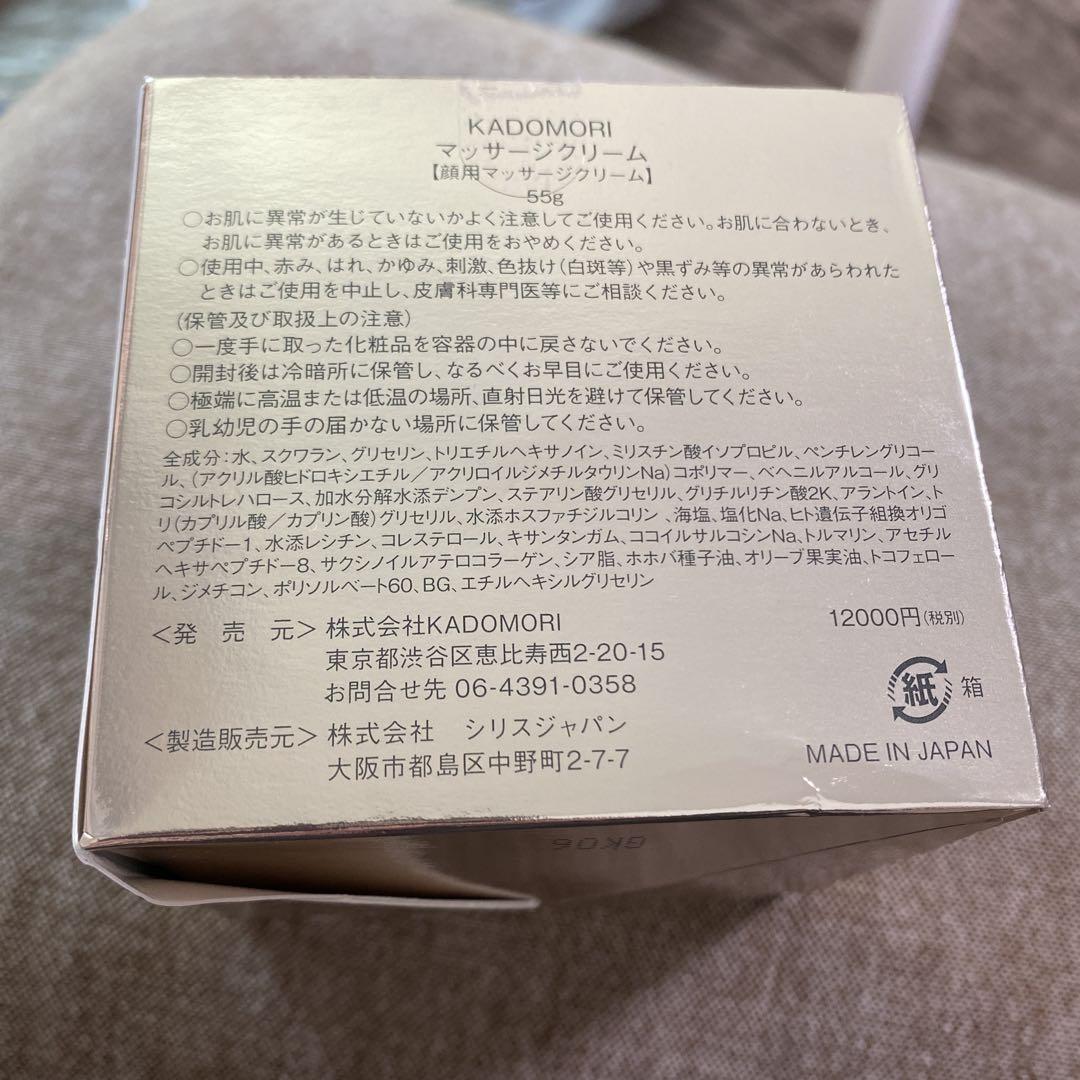 KADOMORI
マッサージクリーム
【顔用マッサージクリーム】
55g
○お肌に異常が生じていないかよく注意してご使用ください。お肌に合わないとき、
お肌に異常があるときはご使用をおやめください。
○使用中、赤み、はれ、かゆみ、刺激、色抜け(白斑等)や黒ずみ等の異常があらわれた
ときはご使用を中止し、皮膚科専門医等にご相談ください。
(保管及び取扱上の注意)
○一度手に取った化粧品を容器の中に戻さないでください。
○開封後は冷暗所に保管し、なるべくお早目にご使用ください。
○極端に高温または低温の場所、直射日光を避けて保管してください。
○乳幼児の手の届かない場所に保管してください。
全成分:水、スクワラン、グリセリン、トリエチルヘキサノイン、ミリスチン酸イソプロピル、ペンチレングリコー
ル、(アクリル酸ヒドロキシエチル/アクリロイルジメチルタウリンNa)コポリマー、ベヘニルアルコール、グリ
コシルトレハロース、加水分解水添デンプン、ステアリン酸グリセリル、グリチルリチン酸2K、アラントイン、ト
リ(カプリル酸/カプリン酸)グリセリル、水添ホスファチジルコリン、海塩、塩化Na、ヒト遺伝子組換オリゴ
ペプチド-1、水添レシチン、コレステロール、キサンタンガム、ココイルサルコシンNa、トルマリン、アセチル
ヘキサペプチド-8、サクシノイルアテロコラーゲン、シア脂、ホホバ種子油、オリーブ果実油、トコフェロー
ル、ジメチコン、ポリソルベート60、BG、エチルヘキシルグリセリン
<発 売 元> 株式会社KADOMORI
12000円(税別)
東京都渋谷区恵比寿西2-20-15
お問合せ先 06-4391-0358
紙 箱
<製造販売元> 株式会社 シリスジャパン
大阪市都島区中野町2-7-7
MADE IN JAPAN
GK06